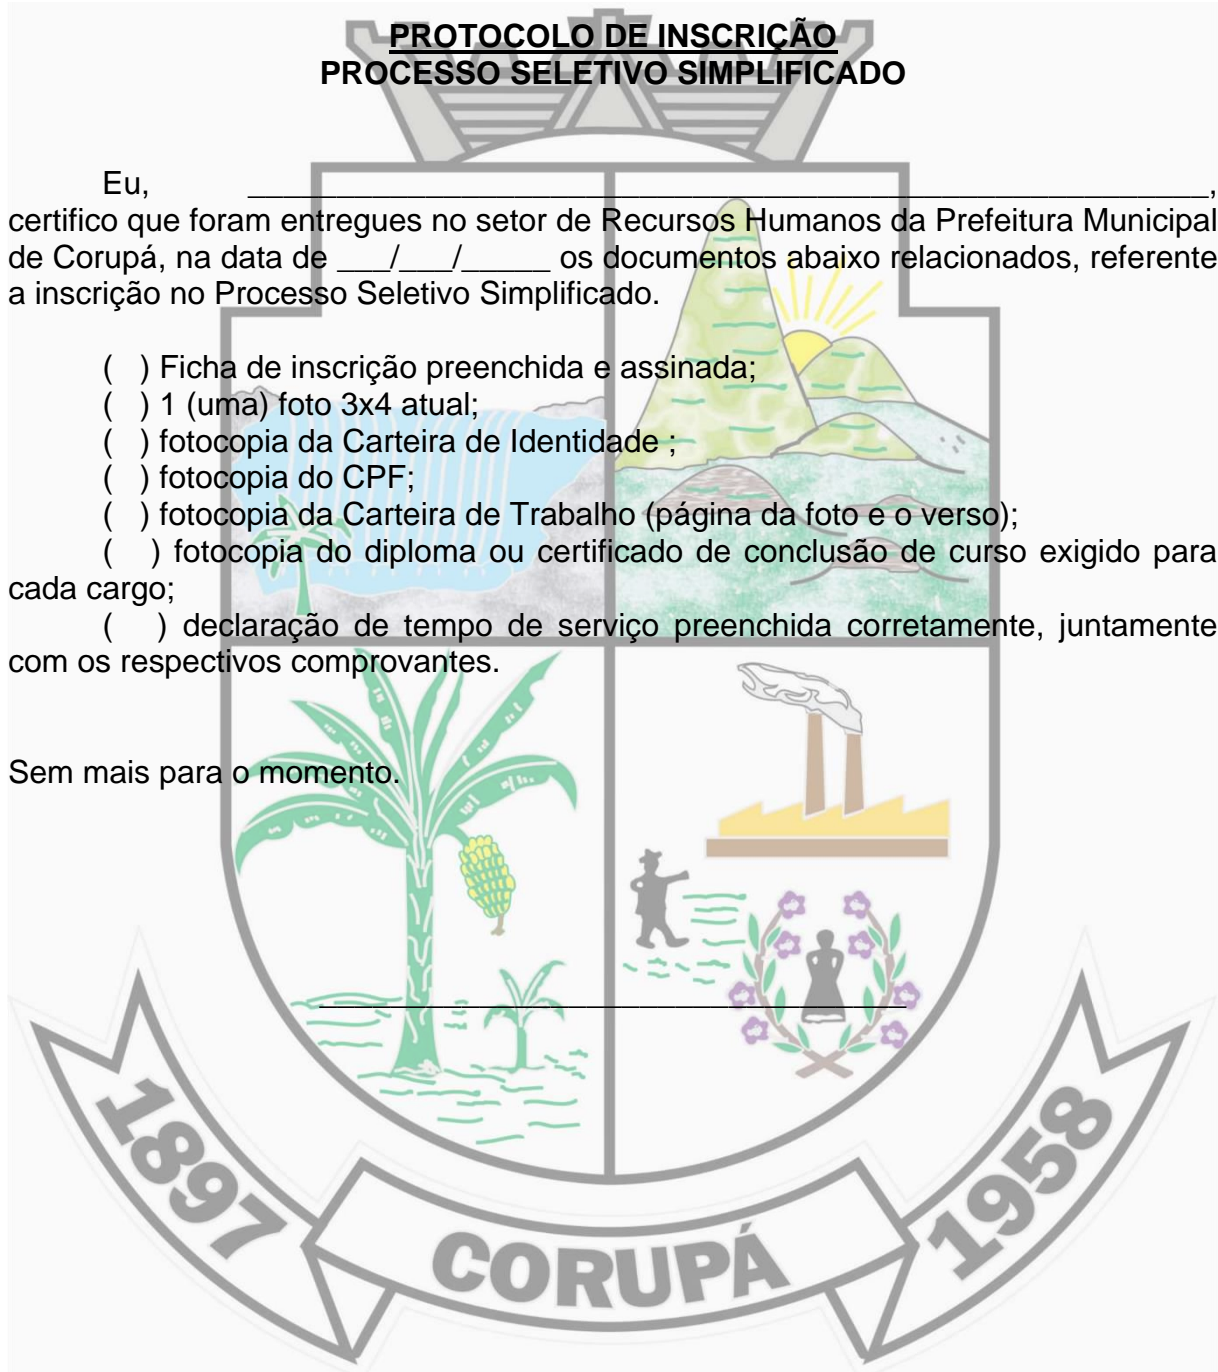 PROTOCOLO DE INSCRIÇÃO
PROCESSO SELETIVO SIMPLIFICADO
Eu, ______________________________________________________,
certifico que foram entregues no setor de Recursos Humanos da Prefeitura Municipal
de Corupá, na data de ___/___/_____ os documentos abaixo relacionados, referente
a inscrição no Processo Seletivo Simplificado.
(   ) Ficha de inscrição preenchida e assinada;
(   ) 1 (uma) foto 3x4 atual;
(   ) fotocopia da Carteira de Identidade ;
(   ) fotocopia do CPF;
(   ) fotocopia da Carteira de Trabalho (página da foto e o verso);
(   ) fotocopia do diploma ou certificado de conclusão de curso exigido para
cada cargo;
(   ) declaração de tempo de serviço preenchida corretamente, juntamente
com os respectivos comprovantes.
Sem mais para o momento.
_________________________________
1897
CORUPÁ
1958